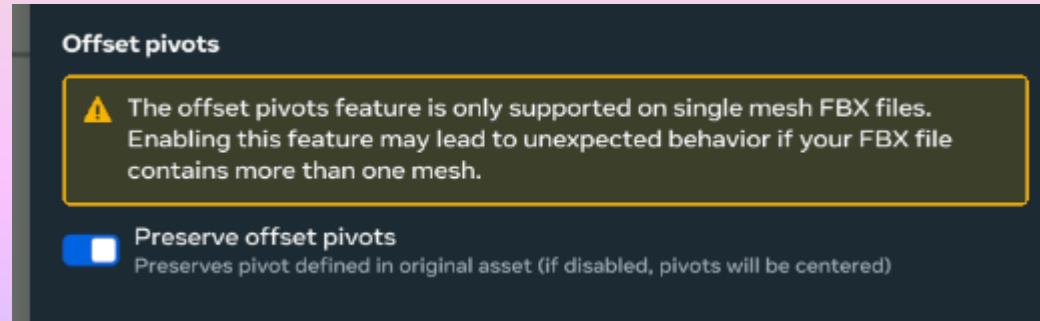 Offset pivots
The offset pivots feature is only supported on single mesh FBX files.
Enabling this feature may lead to unexpected behavior if your FBX file
contains more than one mesh.
Preserve offset pivots
Preserves pivot defined in original asset (if disabled, pivots will be centered)